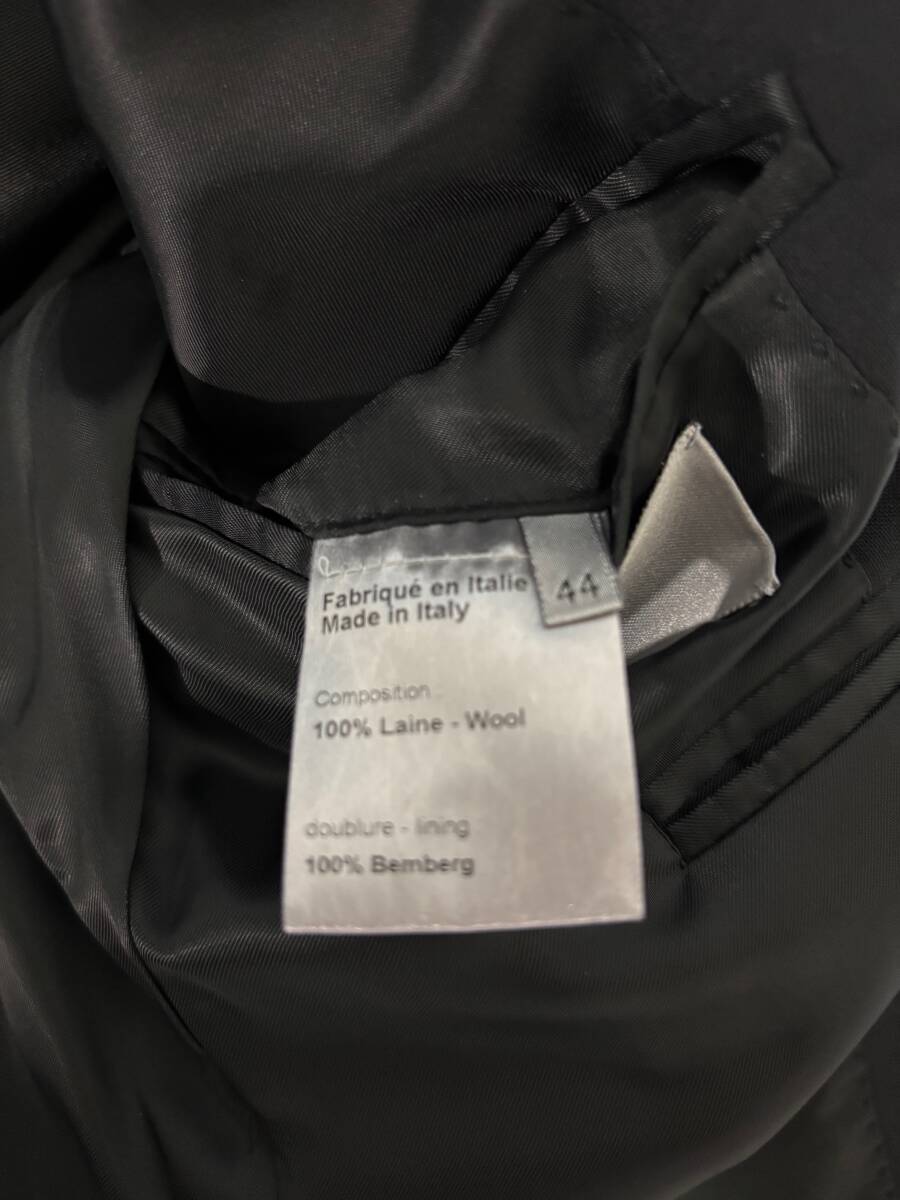 Fabriqué en Italie
Made in Italy
44
Composition
100% Laine - Wool
doublure - lining
100% Bemberg